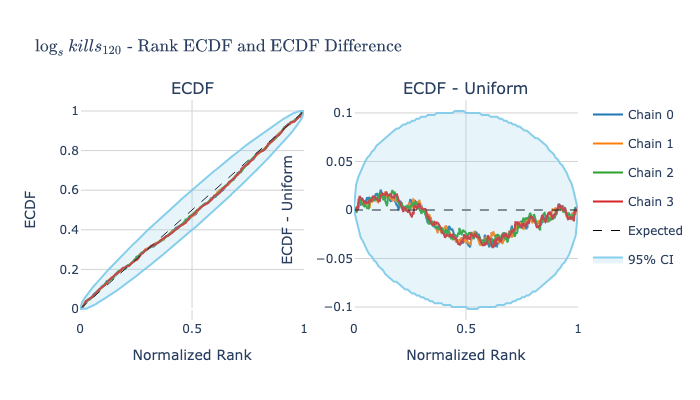 log_s kills_120 - Rank ECDF and ECDF Difference
ECDF
ECDF - Uniform
1
0.8
0.6
0.4
0.2
0
ECDF
0
0.5
1
Normalized Rank
0.1
0.05
0
−0.05
−0.1
ECDF - Uniform
0
0.5
1
Normalized Rank
Chain 0
Chain 1
Chain 2
Chain 3
Expected
95% CI